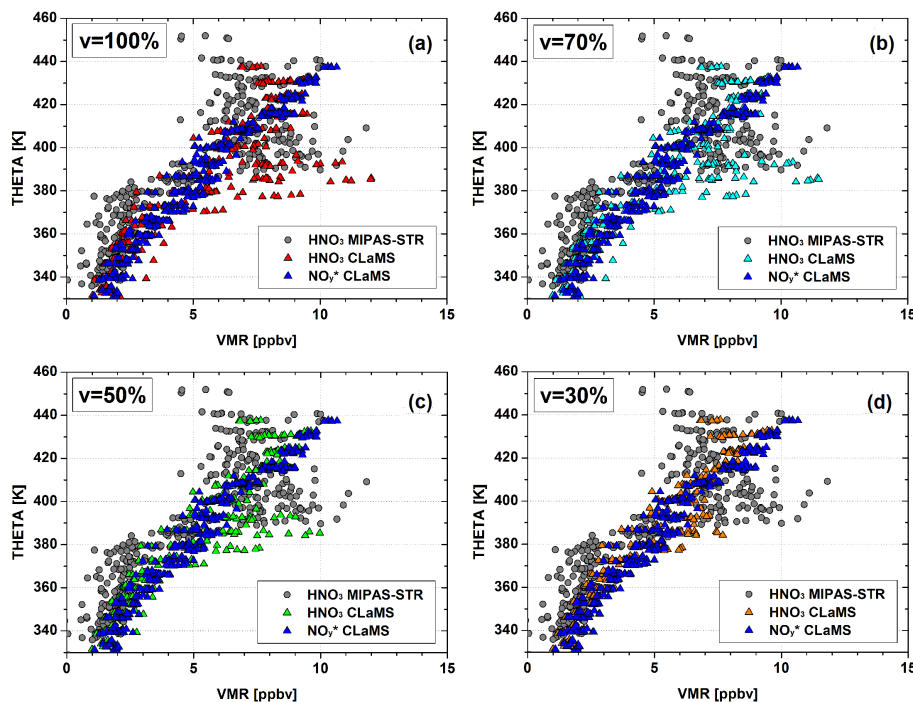 v=100%
(a)
460
440
420
400
380
360
340
THETA [K]
HNO₃ MIPAS-STR
HNO₃ CLaMS
NOy* CLaMS
0 5 10 15
VMR [ppbv]
v=70%
(b)
460
440
420
400
380
360
340
THETA [K]
HNO₃ MIPAS-STR
HNO₃ CLaMS
NOy* CLaMS
0 5 10 15
VMR [ppbv]
v=50%
(c)
460
440
420
400
380
360
340
THETA [K]
HNO₃ MIPAS-STR
HNO₃ CLaMS
NOy* CLaMS
0 5 10 15
VMR [ppbv]
v=30%
(d)
460
440
420
400
380
360
340
THETA [K]
HNO₃ MIPAS-STR
HNO₃ CLaMS
NOy* CLaMS
0 5 10 15
VMR [ppbv]